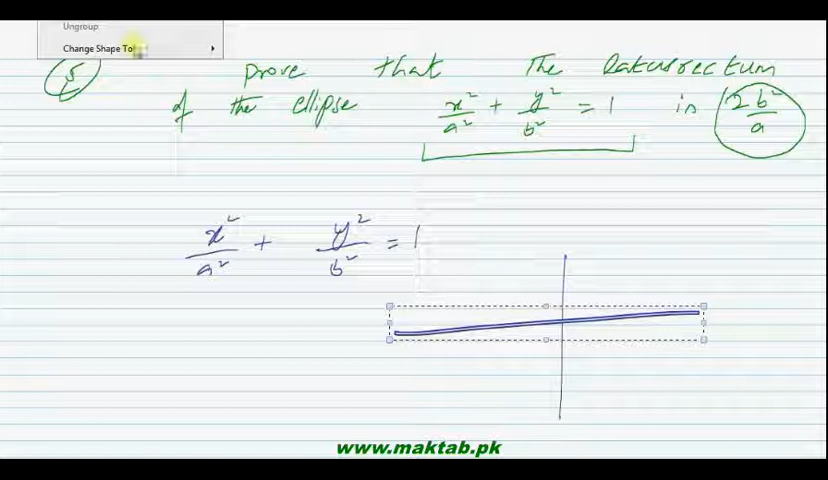 Ungroup
Change Shape To
5 prove that the Latusrectum
of the ellipse x²/a² + y²/b² = 1 is 2b²/a
x²/a² + y²/b² = 1
www.maktab.pk